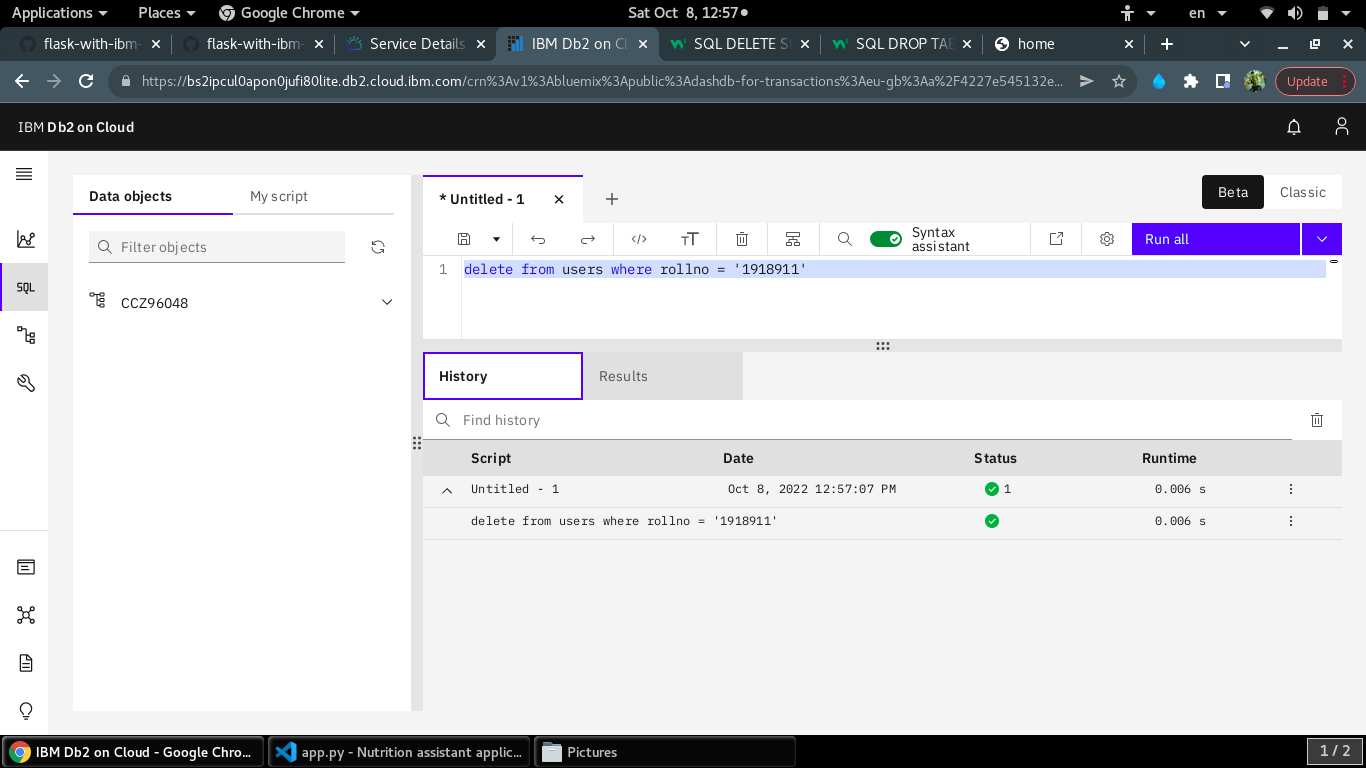 Applications Places Google Chrome Sat Oct 8, 12:57 en
flask-with-ibm- flask-with-ibm- Service Details IBM Db2 on Cl SQL DELETE St SQL DROP TAB home
https://bs2ipcul0apon0jufi80lite.db2.cloud.ibm.com/crn%3Av1%3Abluemix%3Apublic%3Adashdb-for-transactions%3Aeu-gb%3Aa%2F4227e545132e... Update
IBM Db2 on Cloud
Data objects My script
* Untitled - 1
Beta Classic
Filter objects
Syntax assistant
Run all
SQL
1 delete from users where rollno = '1918911'
CCZ96048
History Results
Find history
Script Date Status Runtime
Untitled - 1 Oct 8, 2022 12:57:07 PM 1 0.006 s
delete from users where rollno = '1918911' 0.006 s
IBM Db2 on Cloud - Google Chro... app.py - Nutrition assistant applic... Pictures 1 / 2